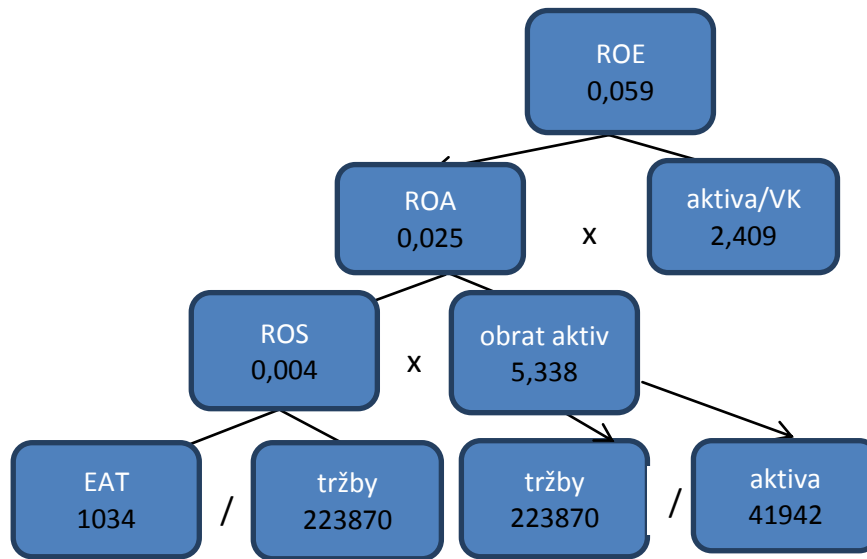 ROE
0,059
ROA
0,025
x
aktiva/VK
2,409
ROS
0,004
x
obrat aktiv
5,338
EAT
1034
/
tržby
223870
tržby
223870
/
aktiva
41942